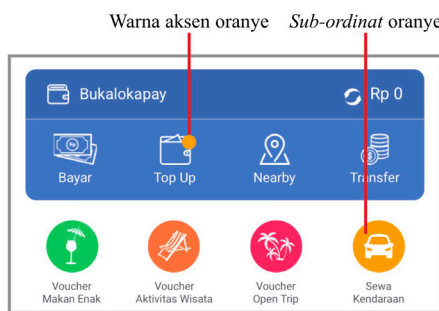 Warna aksen oranye Sub-ordinat oranye
Bukalokapay Rp 0
Rp
Bayar Top Up Nearby Transfer
Voucher Makan Enak
Voucher Aktivitas Wisata
Voucher Open Trip
Sewa Kendaraan